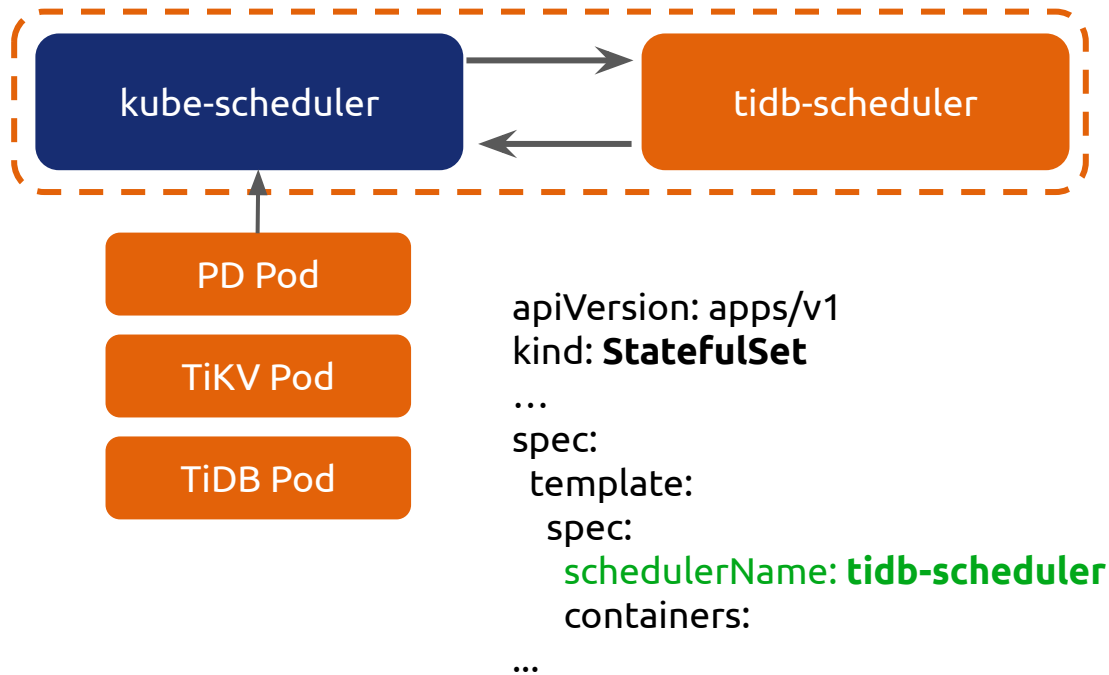 kube-scheduler
tidb-scheduler
PD Pod
TiKV Pod
TiDB Pod
apiVersion: apps/v1
kind: StatefulSet
…
spec:
template:
spec:
schedulerName: tidb-scheduler
containers:
...